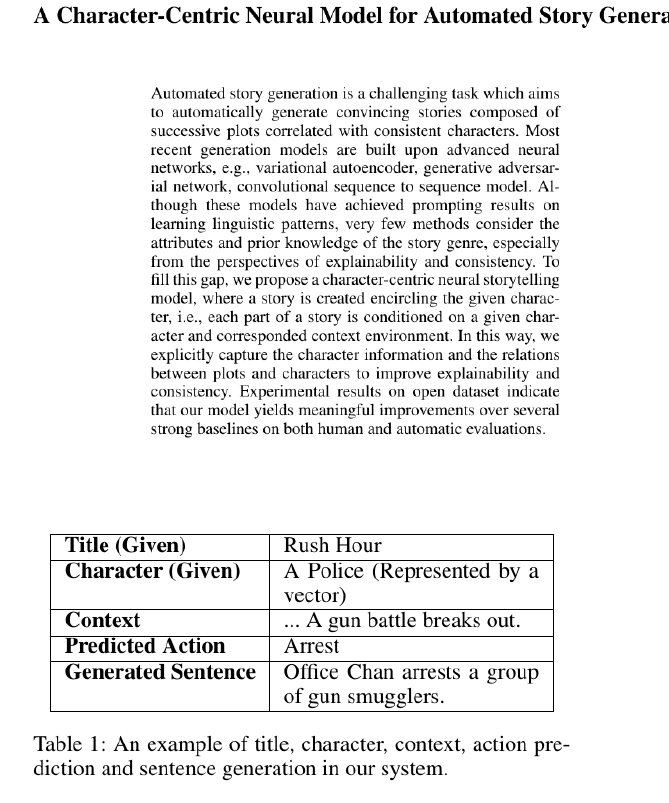 A Character-Centric Neural Model for Automated Story Genera
Automated story generation is a challenging task which aims
to automatically generate convincing stories composed of
successive plots correlated with consistent characters. Most
recent generation models are built upon advanced neural
networks, e.g., variational autoencoder, generative adversar-
ial network, convolutional sequence to sequence model. Al-
though these models have achieved prompting results on
learning linguistic patterns, very few methods consider the
attributes and prior knowledge of the story genre, especially
from the perspectives of explainability and consistency. To
fill this gap, we propose a character-centric neural storytelling
model, where a story is created encircling the given charac-
ter, i.e., each part of a story is conditioned on a given char-
acter and corresponded context environment. In this way, we
explicitly capture the character information and the relations
between plots and characters to improve explainability and
consistency. Experimental results on open dataset indicate
that our model yields meaningful improvements over several
strong baselines on both human and automatic evaluations.
Title (Given) Rush Hour
Character (Given) A Police (Represented by a
vector)
Context ... A gun battle breaks out.
Predicted Action Arrest
Generated Sentence Office Chan arrests a group
of gun smugglers.
Table 1: An example of title, character, context, action pre-
diction and sentence generation in our system.